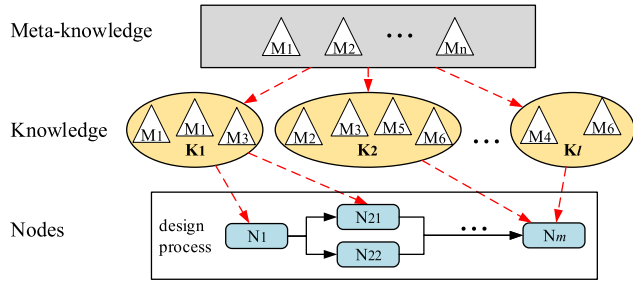 Meta-knowledge
M1 M2 ••• Mn
Knowledge
M1 M1 M3
K1
M2 M3 M5 M6
K2
•••
M4 M6
Kl
Nodes
design
process
N1
N21
N22
•••
Nm